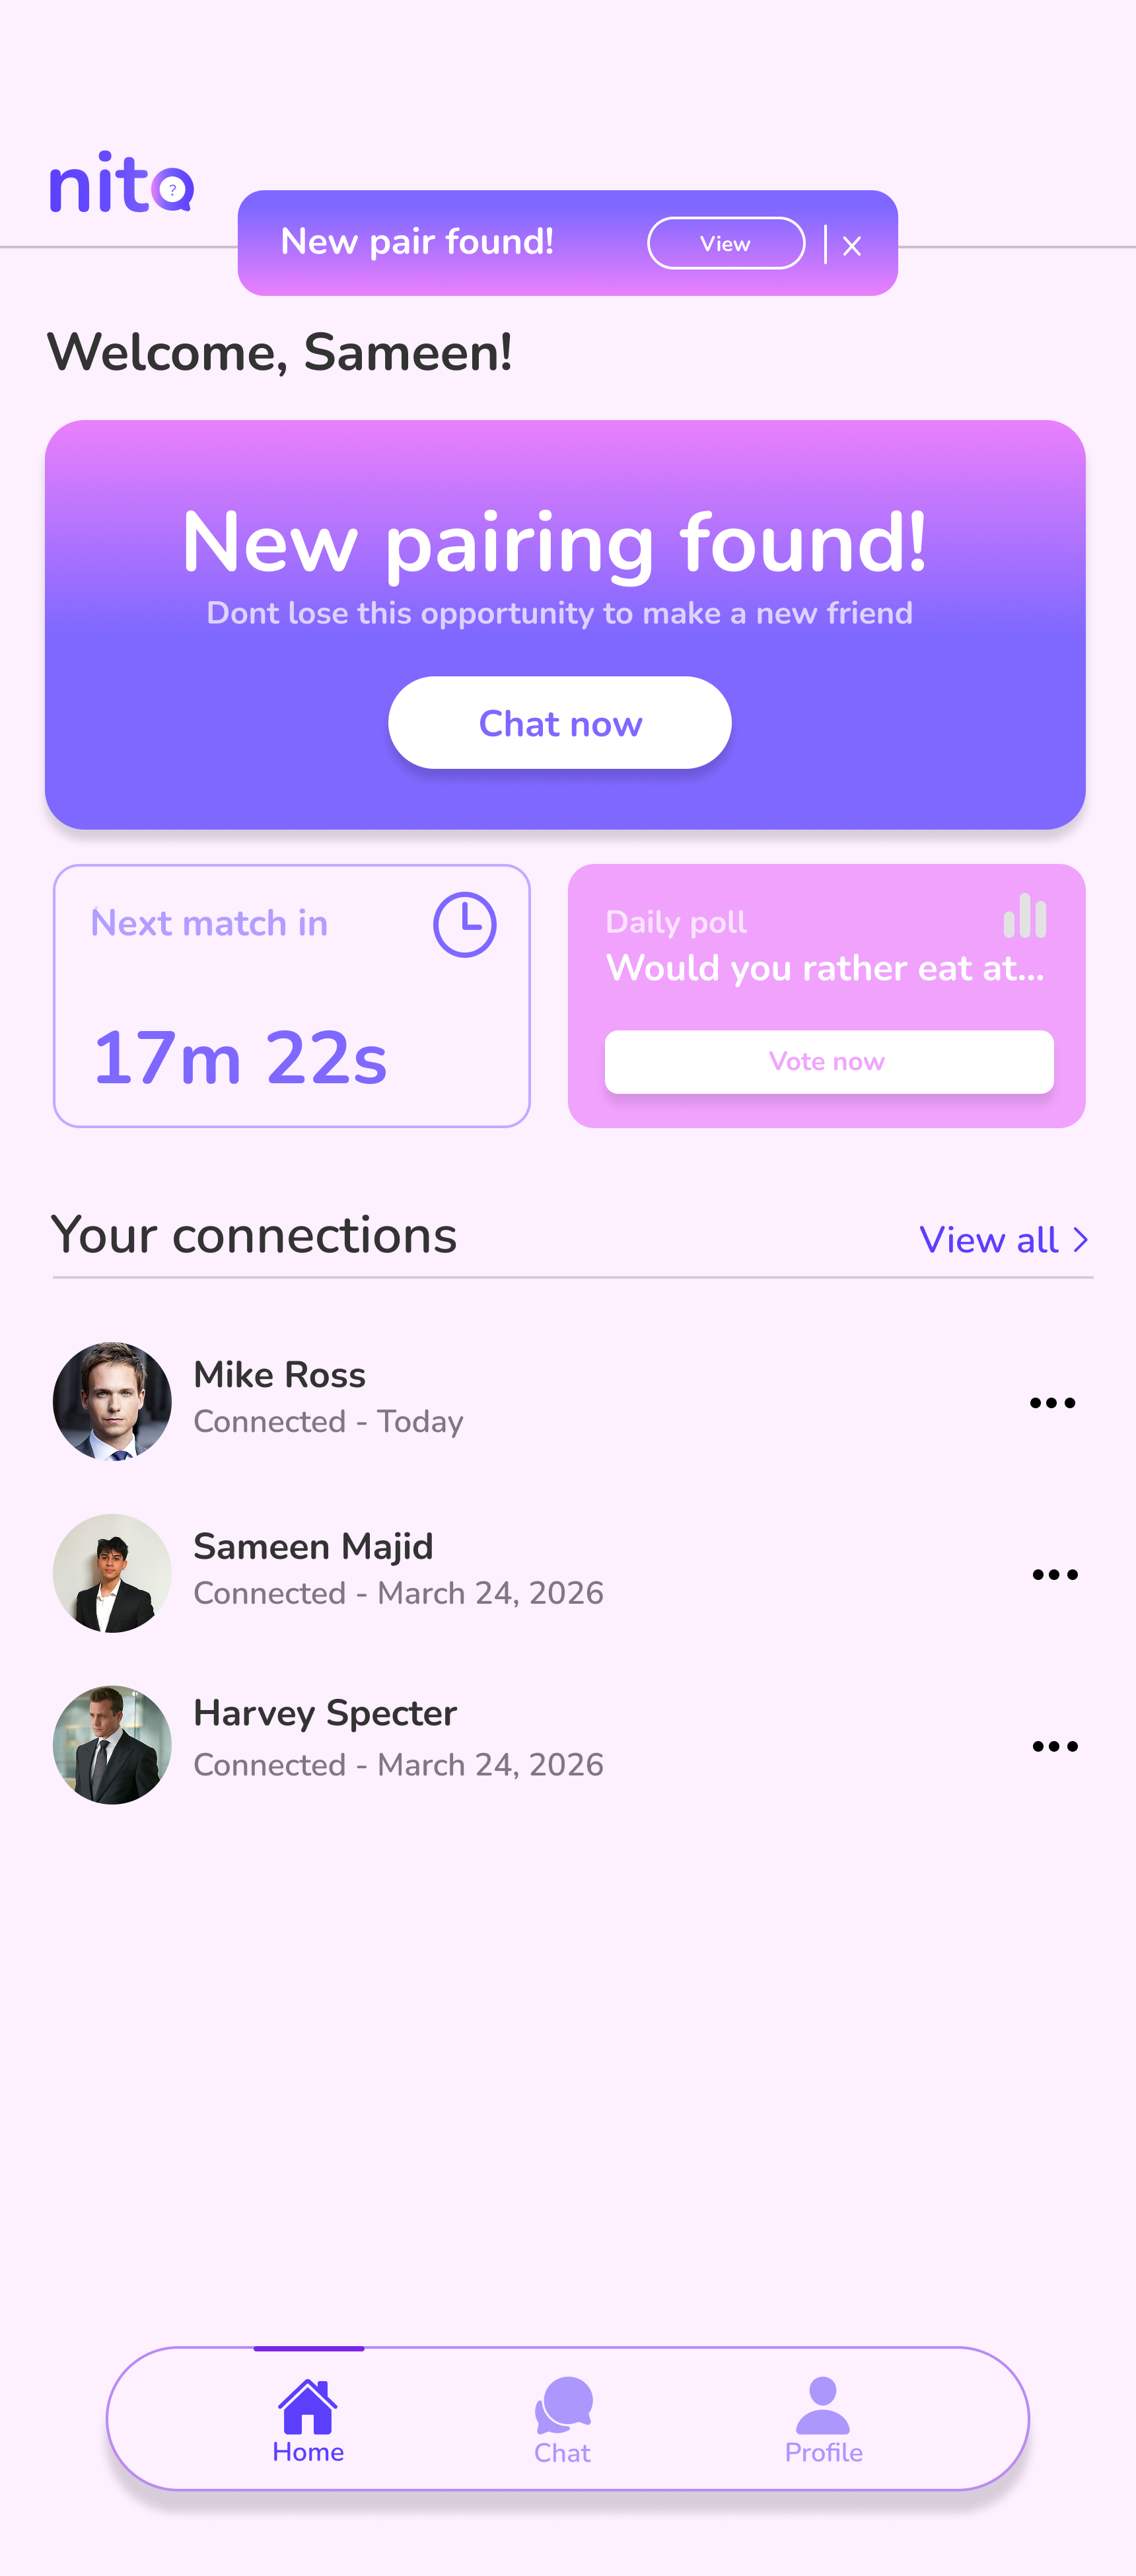 nito
?
New pair found!
View
X
Welcome, Sameen!
New pairing found!
Dont lose this opportunity to make a new friend
Chat now
Next match in
17m 22s
Daily poll
Would you rather eat at...
Vote now
Your connections
View all >
Mike Ross
Connected - Today
Sameen Majid
Connected - March 24, 2026
Harvey Specter
Connected - March 24, 2026
Home
Chat
Profile